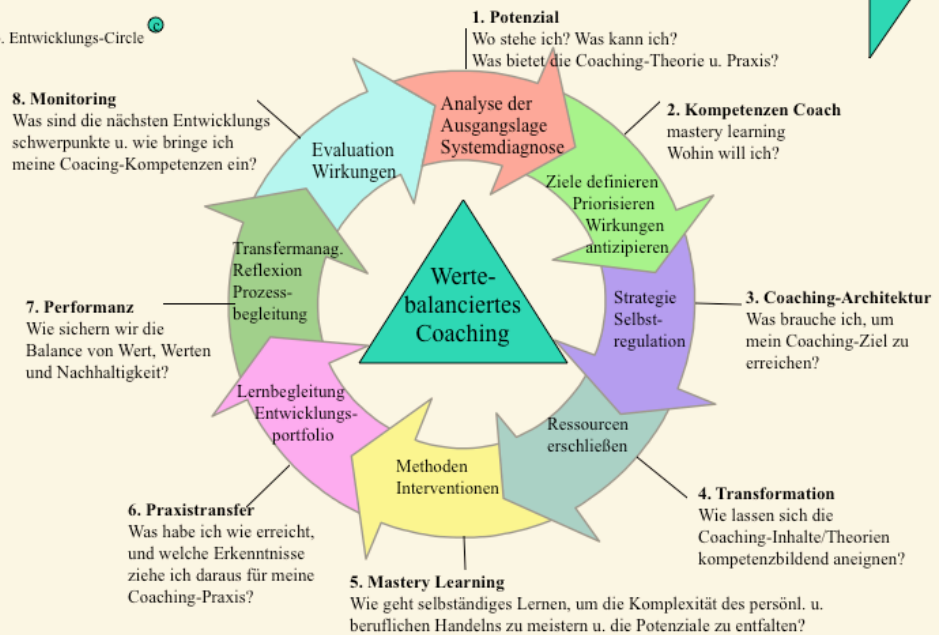 . Entwicklungs-Circle ©
1. Potenzial
Wo stehe ich? Was kann ich?
Was bietet die Coaching-Theorie u. Praxis?
2. Kompetenzen Coach
mastery learning
Wohin will ich?
3. Coaching-Architektur
Was brauche ich, um
mein Coaching-Ziel zu
erreichen?
4. Transformation
Wie lassen sich die
Coaching-Inhalte/Theorien
kompetenzbildend aneignen?
5. Mastery Learning
Wie geht selbständiges Lernen, um die Komplexität des persönl. u.
beruflichen Handelns zu meistern u. die Potenziale zu entfalten?
6. Praxistransfer
Was habe ich wie erreicht,
und welche Erkenntnisse
ziehe ich daraus für meine
Coaching-Praxis?
7. Performanz
Wie sichern wir die
Balance von Wert, Werten
und Nachhaltigkeit?
8. Monitoring
Was sind die nächsten Entwicklungs
schwerpunkte u. wie bringe ich
meine Coacing-Kompetenzen ein?
Analyse der
Ausgangslage
Systemdiagnose
Ziele definieren
Priorisieren
Wirkungen
antizipieren
Strategie
Selbst-
regulation
Ressourcen
erschließen
Methoden
Interventionen
Lernbegleitung
Entwicklungs-
portfolio
Transfermanag.
Reflexion
Prozess-
begleitung
Evaluation
Wirkungen
Werte-
balanciertes
Coaching